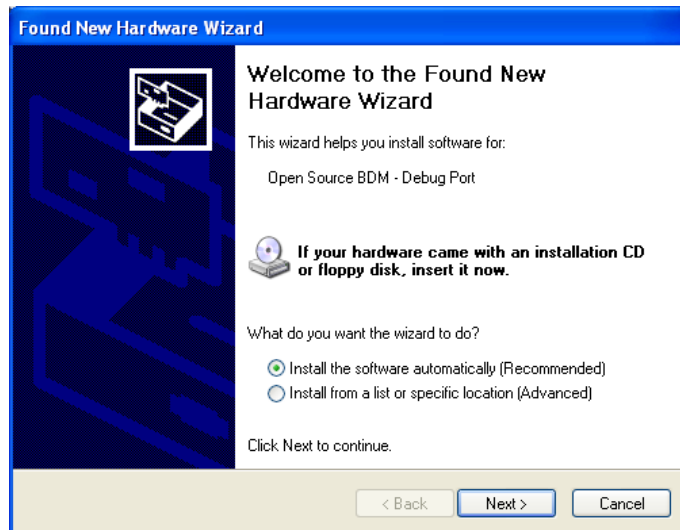 Found New Hardware Wizard
Welcome to the Found New
Hardware Wizard
This wizard helps you install software for:
Open Source BDM - Debug Port
If your hardware came with an installation CD
or floppy disk, insert it now.
What do you want the wizard to do?
Install the software automatically (Recommended)
Install from a list or specific location (Advanced)
Click Next to continue.
< Back
Next >
Cancel